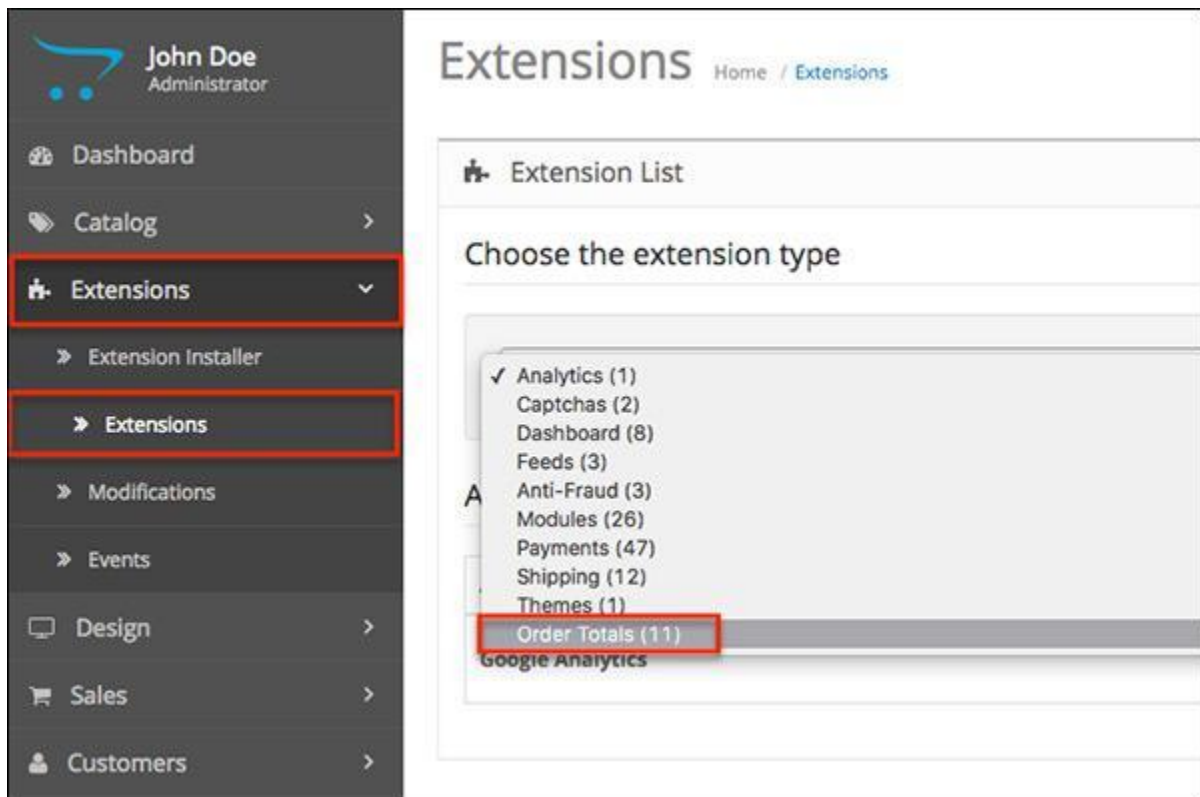 John Doe
Administrator
Dashboard
Catalog
Extensions
Extension Installer
Extensions
Modifications
Events
Design
Sales
Customers
Extensions Home / Extensions
Extension List
Choose the extension type
Analytics (1)
Captchas (2)
Dashboard (8)
Feeds (3)
Anti-Fraud (3)
Modules (26)
Payments (47)
Shipping (12)
Themes (1)
Order Totals (11)
Google Analytics